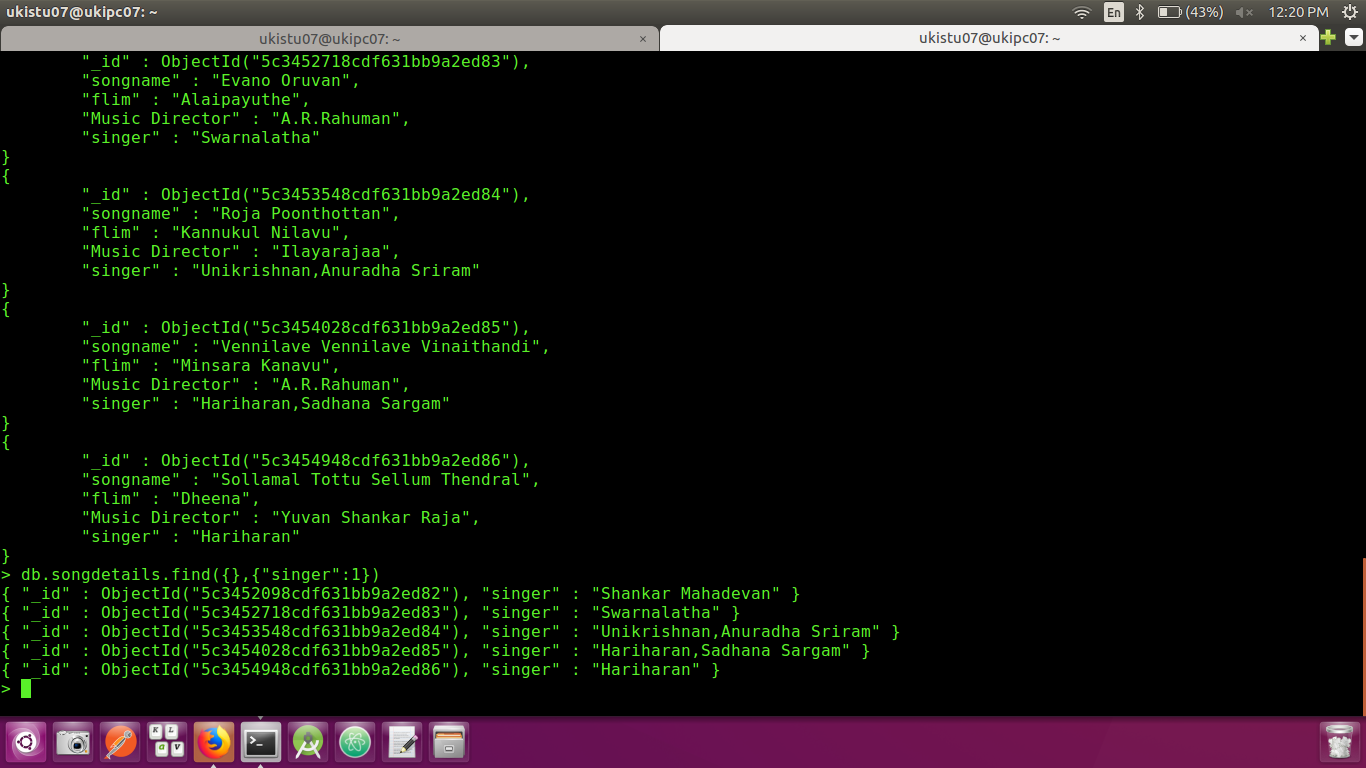 ukistu07@ukipc07: ~
En
(43%)
12:20 PM
ukistu07@ukipc07: ~ ×
ukistu07@ukipc07: ~ ×
"_id" : ObjectId("5c3452718cdf631bb9a2ed83"),
"songname" : "Evano Oruvan",
"flim" : "Alaipayuthe",
"Music Director" : "A.R.Rahuman",
"singer" : "Swarnalatha"
}
{
"_id" : ObjectId("5c3453548cdf631bb9a2ed84"),
"songname" : "Roja Poonthottan",
"flim" : "Kannukul Nilavu",
"Music Director" : "Ilayarajaa",
"singer" : "Unikrishnan,Anuradha Sriram"
}
{
"_id" : ObjectId("5c3454028cdf631bb9a2ed85"),
"songname" : "Vennilave Vennilave Vinaithandi",
"flim" : "Minsara Kanavu",
"Music Director" : "A.R.Rahuman",
"singer" : "Hariharan,Sadhana Sargam"
}
{
"_id" : ObjectId("5c3454948cdf631bb9a2ed86"),
"songname" : "Sollamal Tottu Sellum Thendral",
"flim" : "Dheena",
"Music Director" : "Yuvan Shankar Raja",
"singer" : "Hariharan"
}
> db.songdetails.find({},{"singer":1})
{ "_id" : ObjectId("5c3452098cdf631bb9a2ed82"), "singer" : "Shankar Mahadevan" }
{ "_id" : ObjectId("5c3452718cdf631bb9a2ed83"), "singer" : "Swarnalatha" }
{ "_id" : ObjectId("5c3453548cdf631bb9a2ed84"), "singer" : "Unikrishnan,Anuradha Sriram" }
{ "_id" : ObjectId("5c3454028cdf631bb9a2ed85"), "singer" : "Hariharan,Sadhana Sargam" }
{ "_id" : ObjectId("5c3454948cdf631bb9a2ed86"), "singer" : "Hariharan" }
>
K L
α v
>_